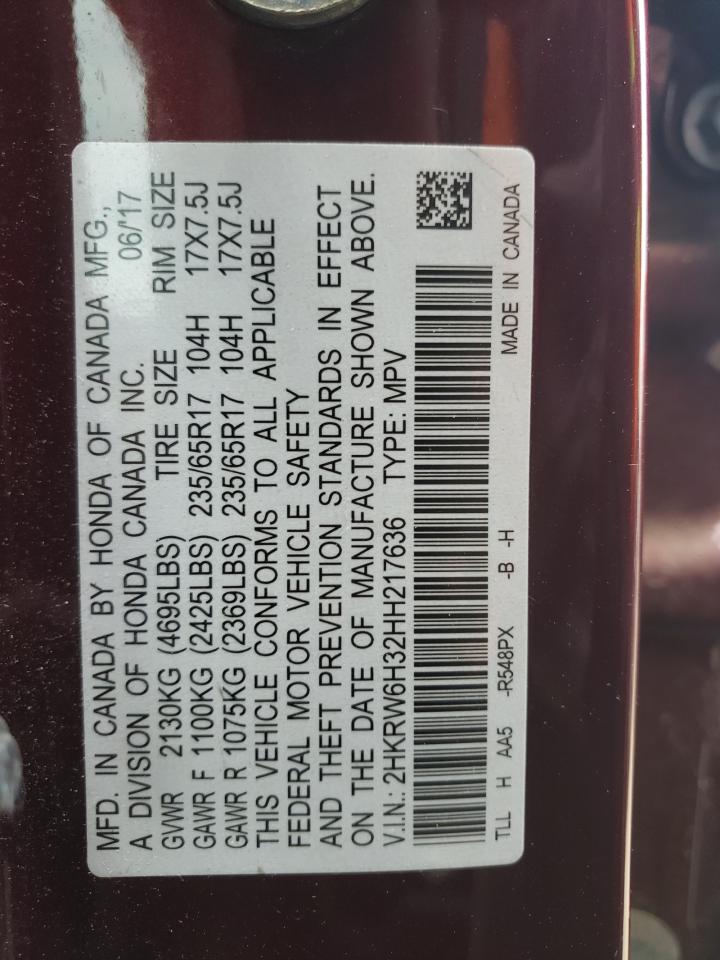 MFD. IN CANADA BY HONDA OF CANADA MFG.,
A DIVISION OF HONDA CANADA INC. 06/'17
GVWR 2130KG (4695LBS) TIRE SIZE RIM SIZE
GAWR F 1100KG (2425LBS) 235/65R17 104H 17X7.5J
GAWR R 1075KG (2369LBS) 235/65R17 104H 17X7.5J
THIS VEHICLE CONFORMS TO ALL APPLICABLE
FEDERAL MOTOR VEHICLE SAFETY
AND THEFT PREVENTION STANDARDS IN EFFECT
ON THE DATE OF MANUFACTURE SHOWN ABOVE.
V.I.N.: 2HKRW6H32HH217636 TYPE: MPV
TLL H AA5 -R548PX -B -H MADE IN CANADA